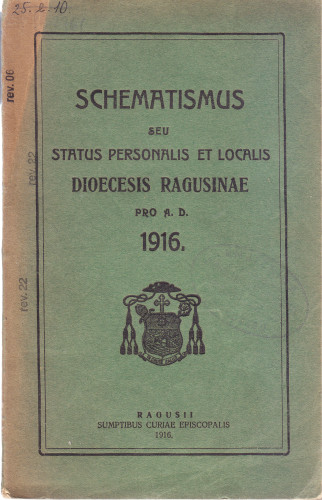 25. 2. 10
rev. 06
SCHEMATISMUS
SEU
STATUS PERSONALIS ET LOCALIS
DIOECESIS RAGUSINAE
PRO A. D.
1916.
rev. 22
rev. 22
RAGUSII
SUMPTIBUS CURIAE EPISCOPALIS
1916.